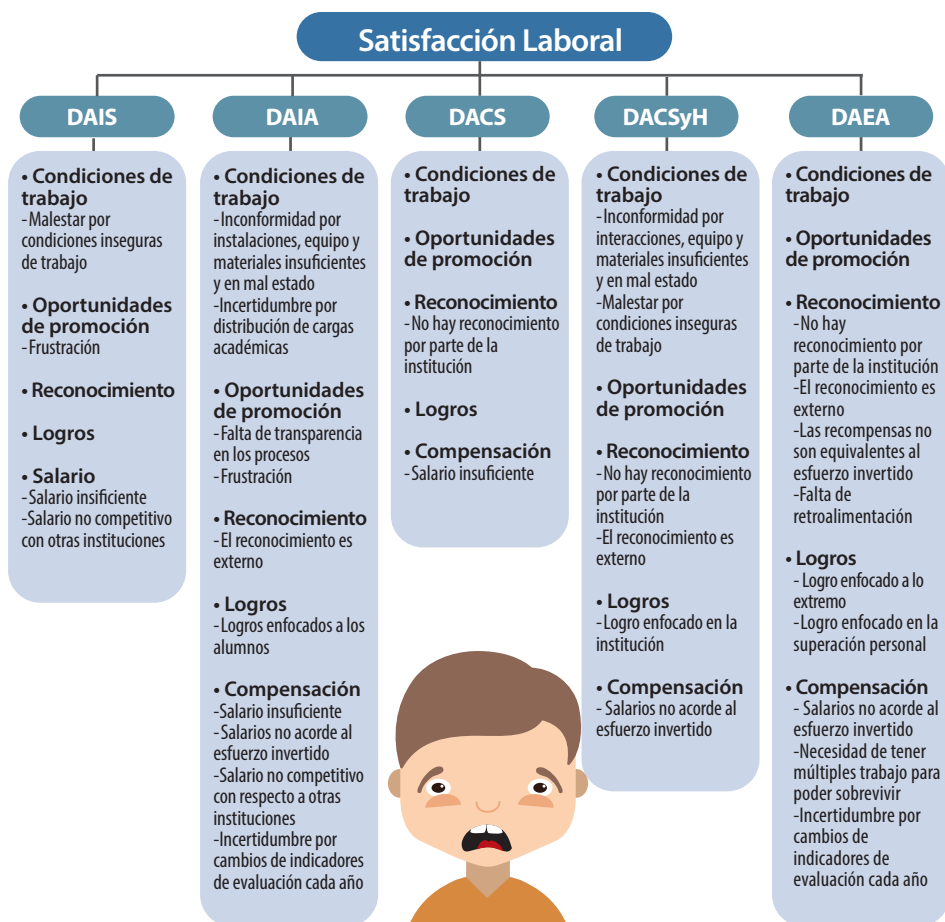 Satisfacción Laboral
DAIS
• Condiciones de
trabajo
-Malestar por
condiciones inseguras
de trabajo
• Oportunidades
de promoción
-Frustración
• Reconocimiento
• Logros
• Salario
-Salario insificiente
-Salario no competitivo
con otras instituciones
DAIA
• Condiciones de
trabajo
-Inconformidad por
instalaciones, equipo y
materiales insuficientes
y en mal estado
-Incertidumbre por
distribución de cargas
académicas
• Oportunidades
de promoción
-Falta de transparencia
en los procesos
-Frustración
• Reconocimiento
-El reconocimiento es
externo
• Logros
-Logros enfocados a los
alumnos
• Compensación
-Salario insuficiente
- Salarios no acorde al
esfuerzo invertido
-Salario no competitivo
con respecto a otras
instituciones
-Incertidumbre por
cambios de indicadores
de evaluación cada año
DACS
• Condiciones de
trabajo
• Oportunidades
de promoción
• Reconocimiento
-No hay reconocimiento
por parte de la
institución
• Logros
• Compensación
-Salario insuficiente
DACSyH
• Condiciones de
trabajo
-Inconformidad por
interacciones, equipo y
materiales insuficientes
y en mal estado
-Malestar por
condiciones inseguras
de trabajo
• Oportunidades
de promoción
• Reconocimiento
-No hay reconocimiento
por parte de la
institución
-El reconocimiento es
externo
• Logros
-Logro enfocado en la
institución
• Compensación
- Salarios no acorde al
esfuerzo invertido
DAEA
• Condiciones de
trabajo
• Oportunidades
de promoción
• Reconocimiento
-No hay
reconocimiento por
parte de la institución
-El reconocimiento es
externo
-Las recompensas no
son equivalentes al
esfuerzo invertido
-Falta de
retroalimentación
• Logros
- Logro enfocado a lo
extremo
-Logro enfocado en la
superación personal
• Compensación
- Salarios no acorde al
esfuerzo invertido
-Necesidad de tener
múltiples trabajo para
poder sobrevivir
-Incertidumbre por
cambios de
indicadores de
evaluación cada año